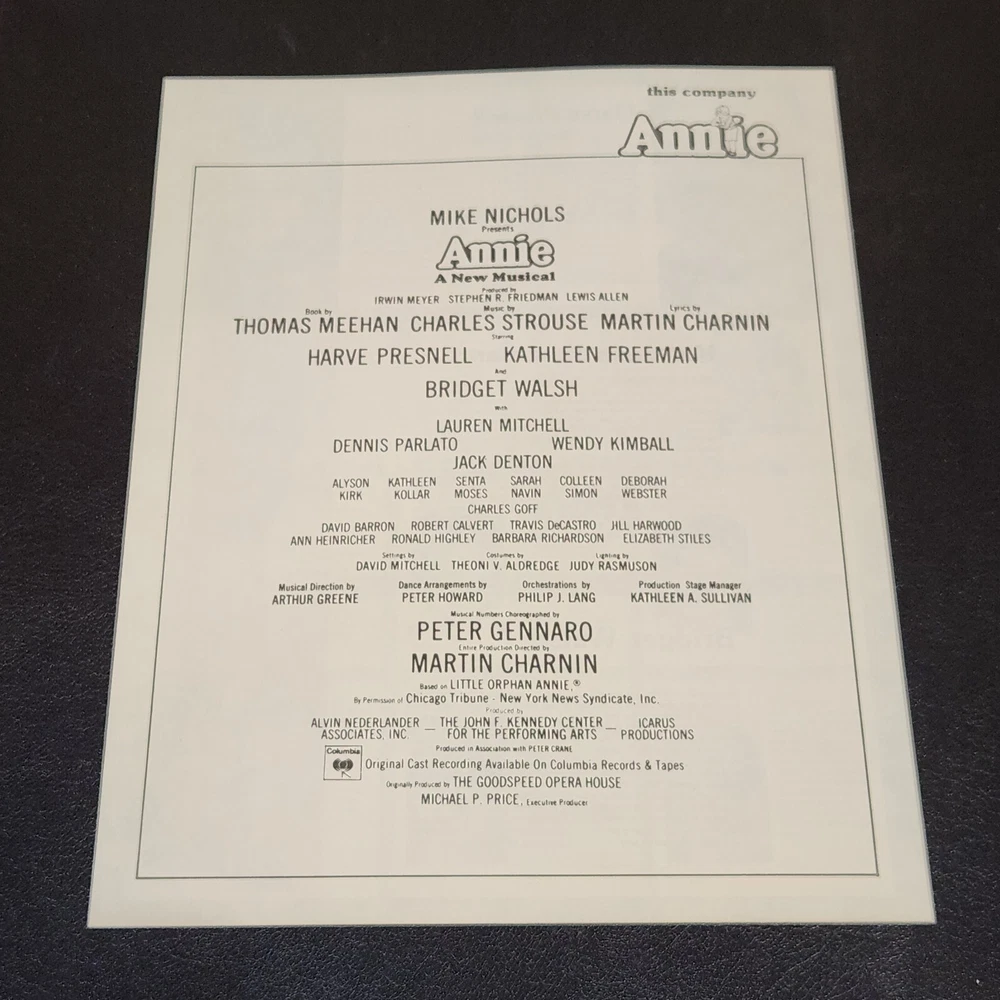 this company
Annie
MIKE NICHOLS
Presents
Annie
A New Musical
Produced by
IRWIN MEYER STEPHEN R. FRIEDMAN LEWIS ALLEN
Book by Music by Lyrics by
THOMAS MEEHAN CHARLES STROUSE MARTIN CHARNIN
Starring
HARVE PRESNELL KATHLEEN FREEMAN
And
BRIDGET WALSH
With
LAUREN MITCHELL
DENNIS PARLATO WENDY KIMBALL
JACK DENTON
ALYSON KATHLEEN SENTA SARAH COLLEEN DEBORAH
KIRK KOLLAR MOSES NAVIN SIMON WEBSTER
CHARLES GOFF
DAVID BARRON ROBERT CALVERT TRAVIS DeCASTRO JILL HARWOOD
ANN HEINRICHER RONALD HIGHLEY BARBARA RICHARDSON ELIZABETH STILES
Settings by Costumes by Lighting by
DAVID MITCHELL THEONI V. ALDREDGE JUDY RASMUSON
Musical Direction by Dance Arrangements by Orchestrations by Production Stage Manager
ARTHUR GREENE PETER HOWARD PHILIP J. LANG KATHLEEN A. SULLIVAN
Musical Numbers Choreographed by
PETER GENNARO
Entire Production Directed by
MARTIN CHARNIN
Based on LITTLE ORPHAN ANNIE,®
By Permission of Chicago Tribune - New York News Syndicate, Inc.
Produced by
ALVIN NEDERLANDER — THE JOHN F. KENNEDY CENTER — ICARUS
ASSOCIATES, INC. FOR THE PERFORMING ARTS PRODUCTIONS
Produced in Association with PETER CRANE
Columbia
Original Cast Recording Available On Columbia Records & Tapes
Originally Produced by THE GOODSPEED OPERA HOUSE
MICHAEL P. PRICE, Executive Producer